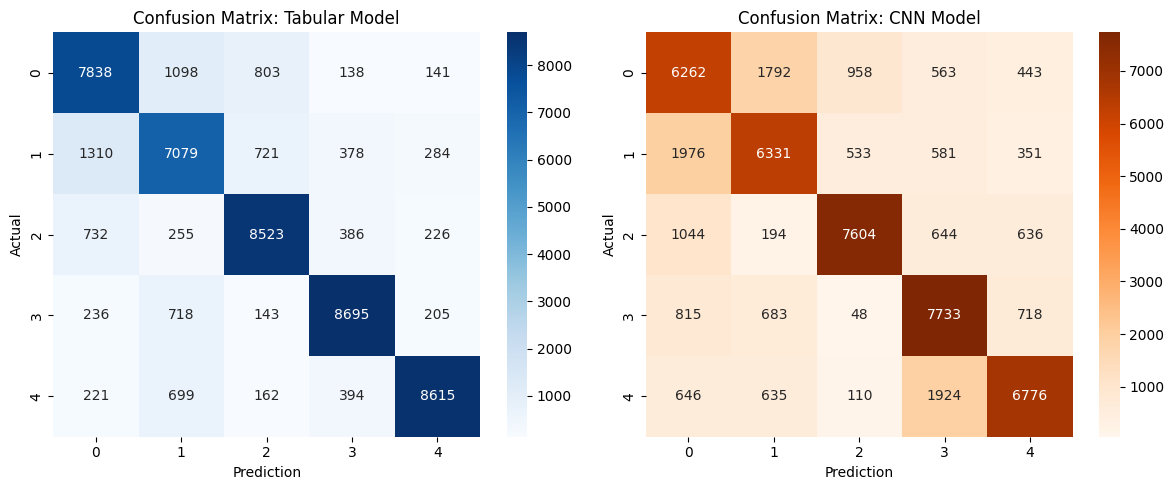 Confusion Matrix: Tabular Model
0 7838 1098 803 138 141
1 1310 7079 721 378 284
2 732 255 8523 386 226
3 236 718 143 8695 205
4 221 699 162 394 8615
0 1 2 3 4
Prediction
Actual
8000
7000
6000
5000
4000
3000
2000
1000
Confusion Matrix: CNN Model
0 6262 1792 958 563 443
1 1976 6331 533 581 351
2 1044 194 7604 644 636
3 815 683 48 7733 718
4 646 635 110 1924 6776
0 1 2 3 4
Prediction
Actual
7000
6000
5000
4000
3000
2000
1000